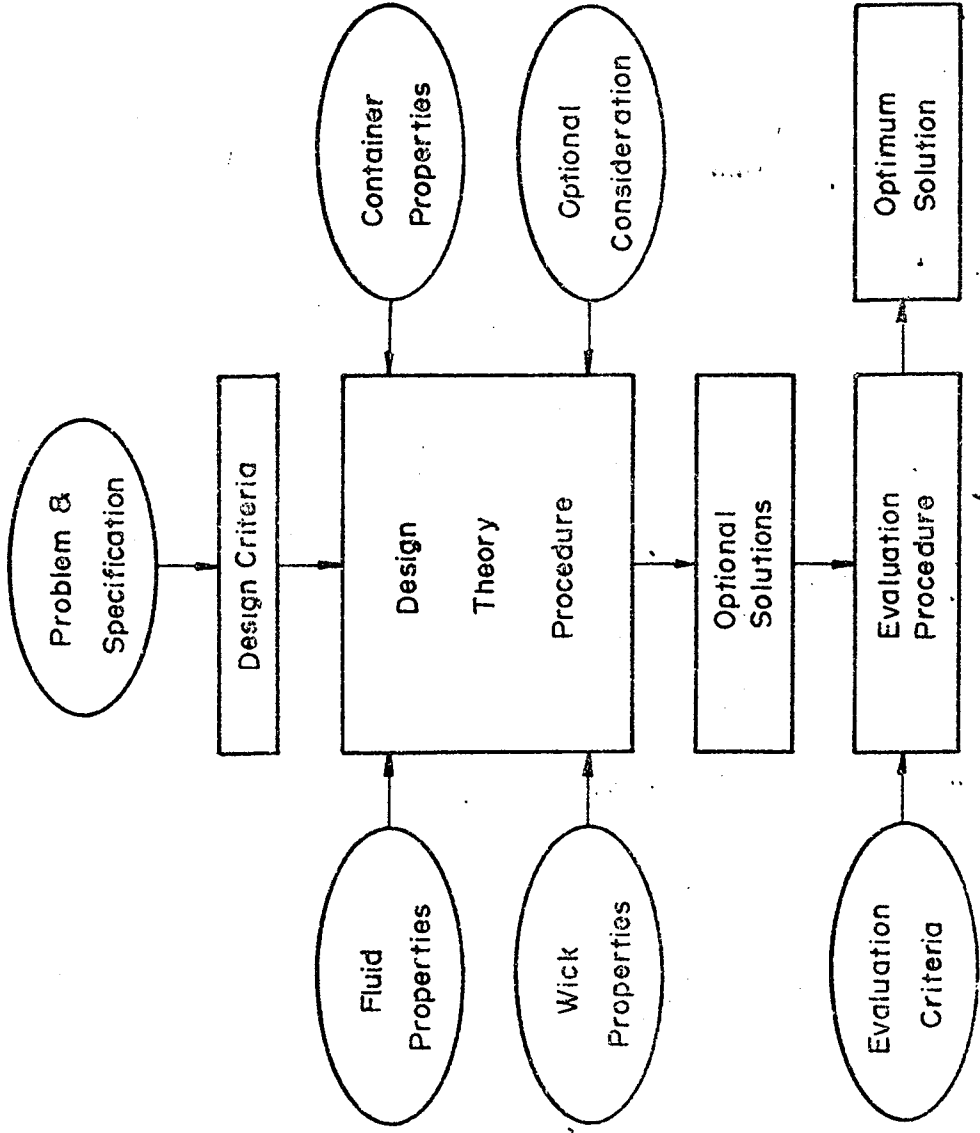 Problem &
Specification
Design Criteria
Fluid
Properties
Container
Properties
Design
Theory
Procedure
Wick
Properties
Optional
Consideration
Optional
Solutions
Evaluation
Criteria
Evaluation
Procedure
Optimum
Solution